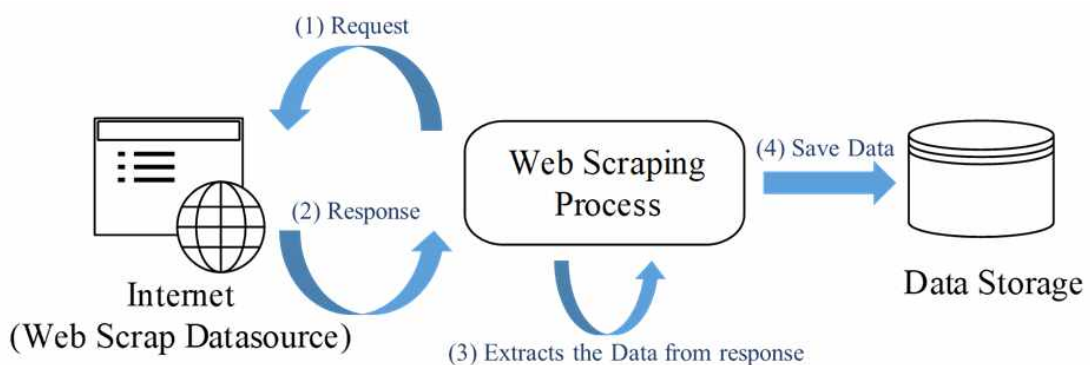 (1) Request
Web Scraping
Process
(4) Save Data
(2) Response
Internet
(Web Scrap Datasource)
Data Storage
(3) Extracts the Data from response